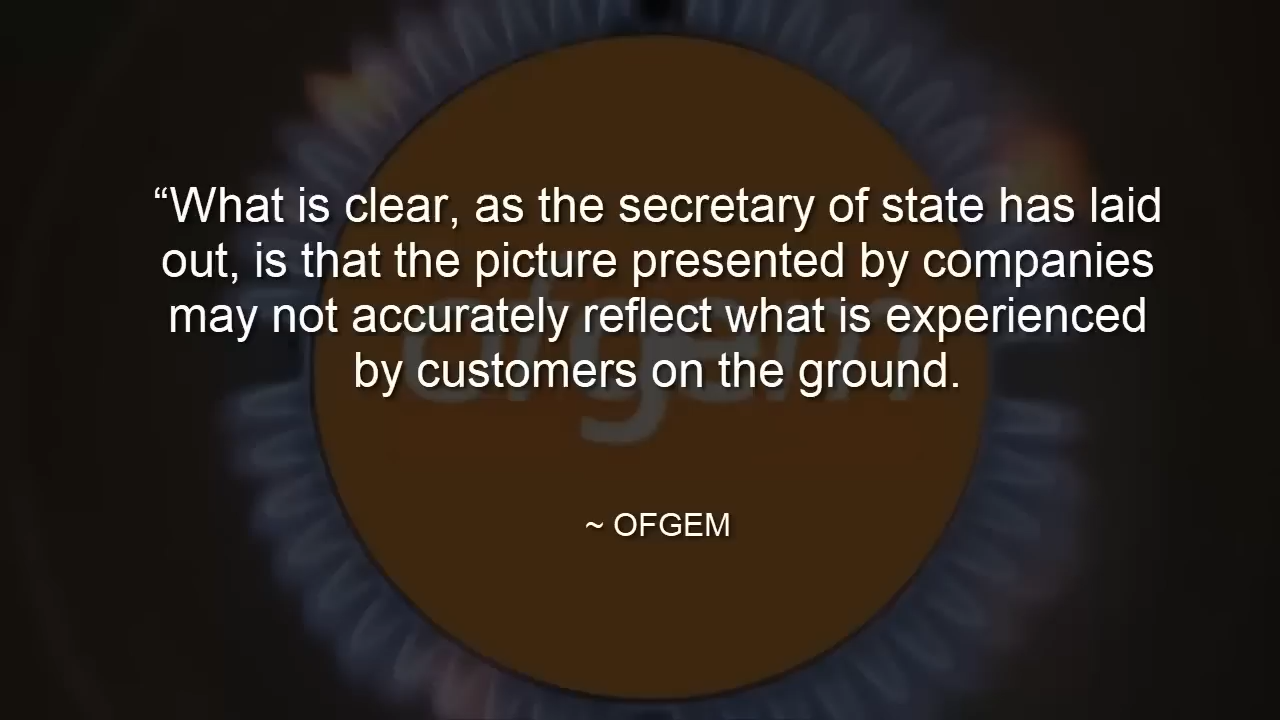 “What is clear, as the secretary of state has laid
out, is that the picture presented by companies
may not accurately reflect what is experienced
by customers on the ground.
ofgem
~ OFGEM